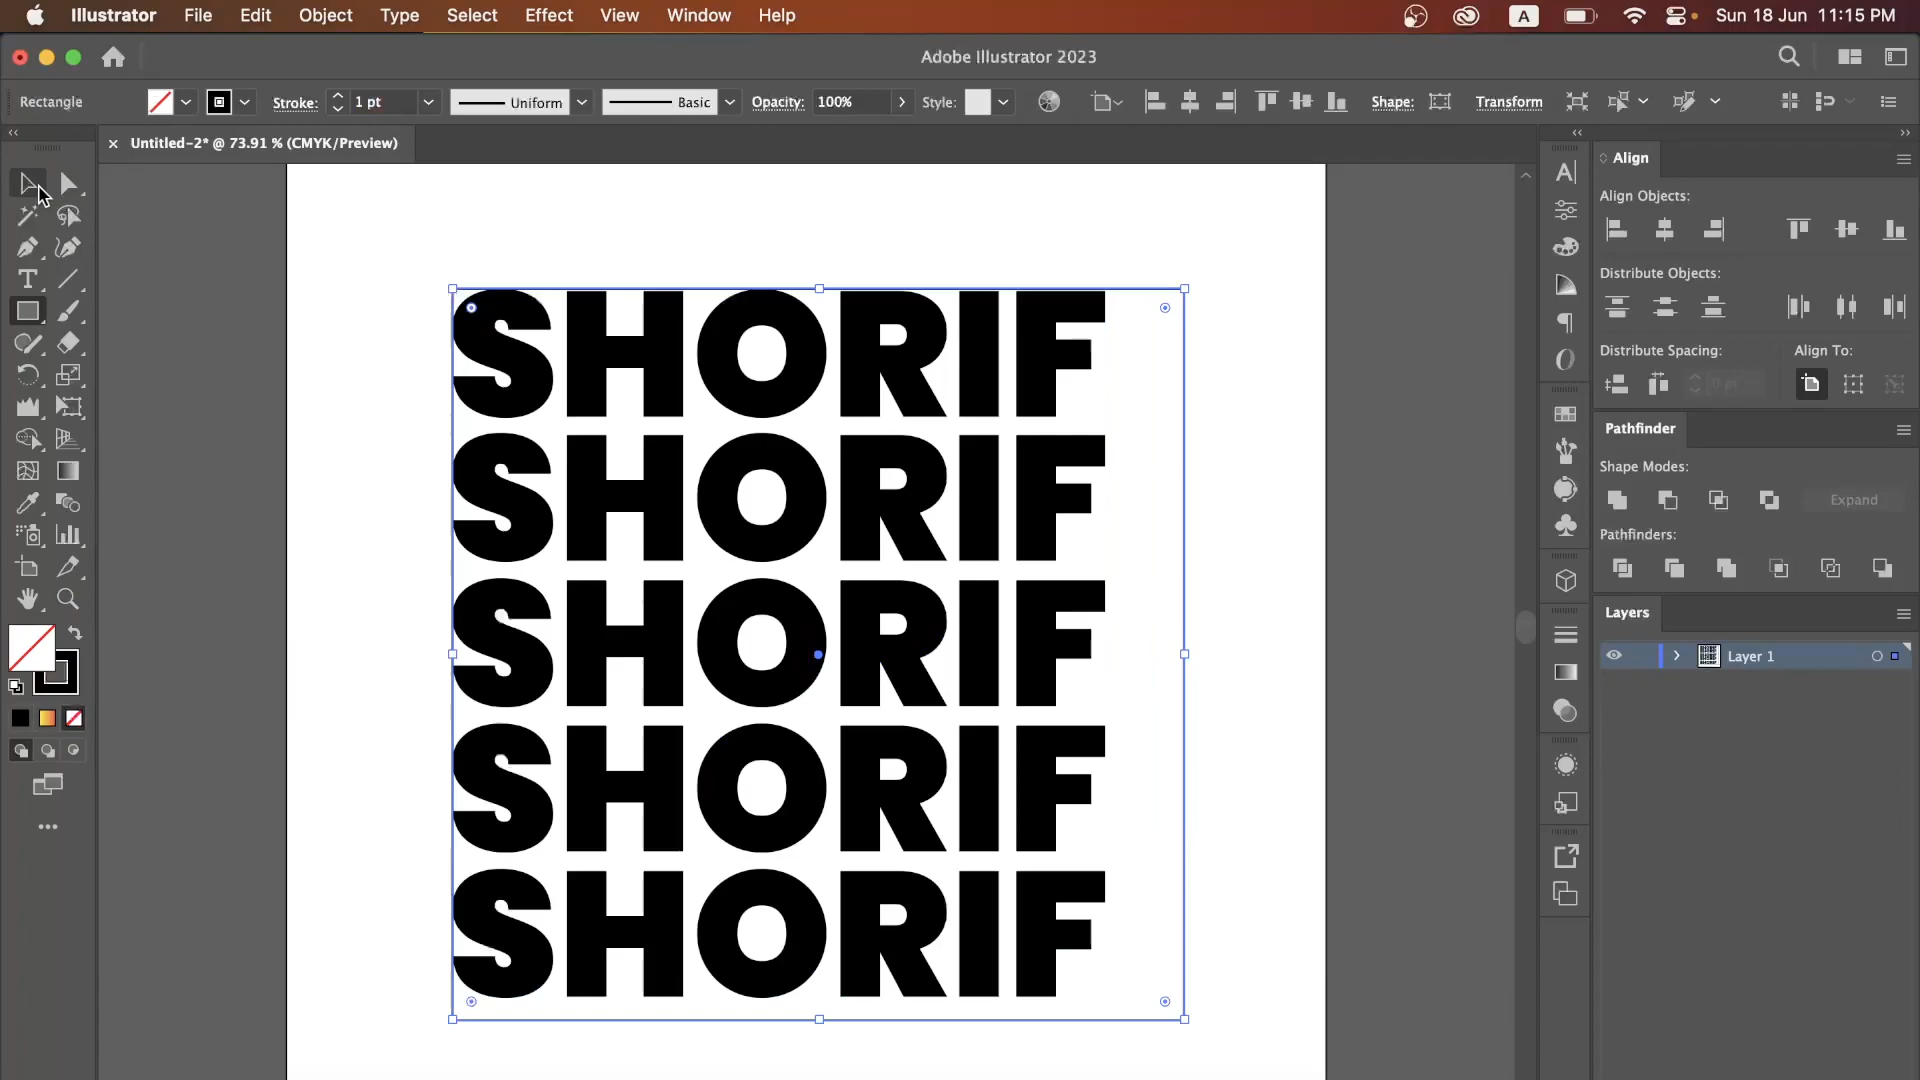 Illustrator File Edit Object Type Select Effect View Window Help A Sun 18 Jun 11:15 PM
Adobe Illustrator 2023
Rectangle Stroke: 1 pt Uniform Basic Opacity: 100% Style: Shape: Transform
Untitled-2* @ 73.91 % (CMYK/Preview)
Align
Align Objects:
Distribute Objects:
Distribute Spacing: Align To:
0 pt
Pathfinder
Shape Modes:
Expand
Pathfinders:
Layers
Layer 1
SHORIF
SHORIF
SHORIF
SHORIF
SHORIF